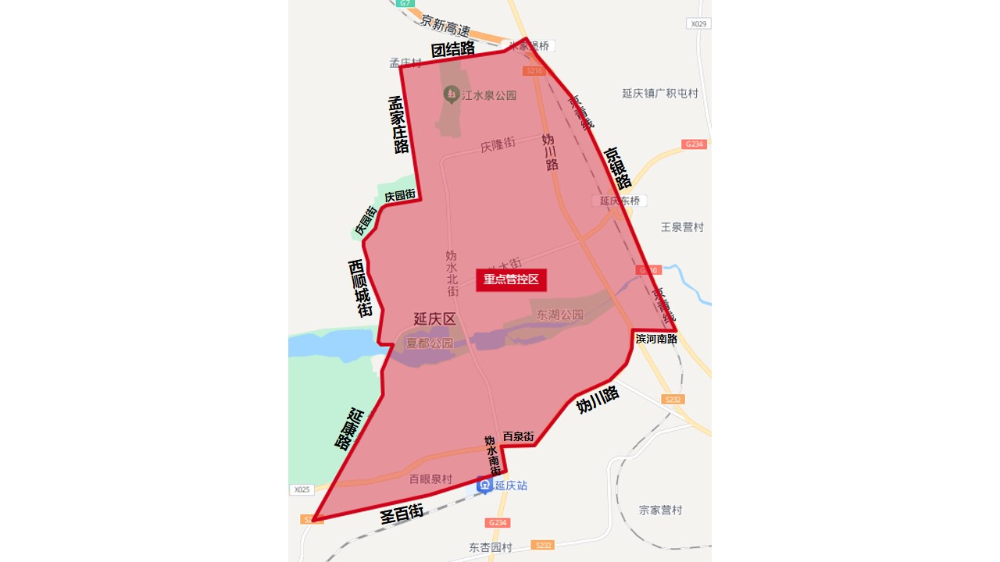 G7
京新高速
X029
米家堡桥
团结路
孟庄村
S216
江水泉公园
延庆镇广积屯村
孟家庄路
京青线
庆隆街
妫川路
G234
京银路
庆园街
延庆东桥
庆园街
王泉营村
妫水北街
西顺城街
重点管控区
京青线
东湖公园
延庆区
夏都公园
滨河南路
妫川路
S232
延康路
百泉街
妫水南街
百眼泉村
延庆站
X025
圣百街
宗家营村
G234
东杏园村
S232